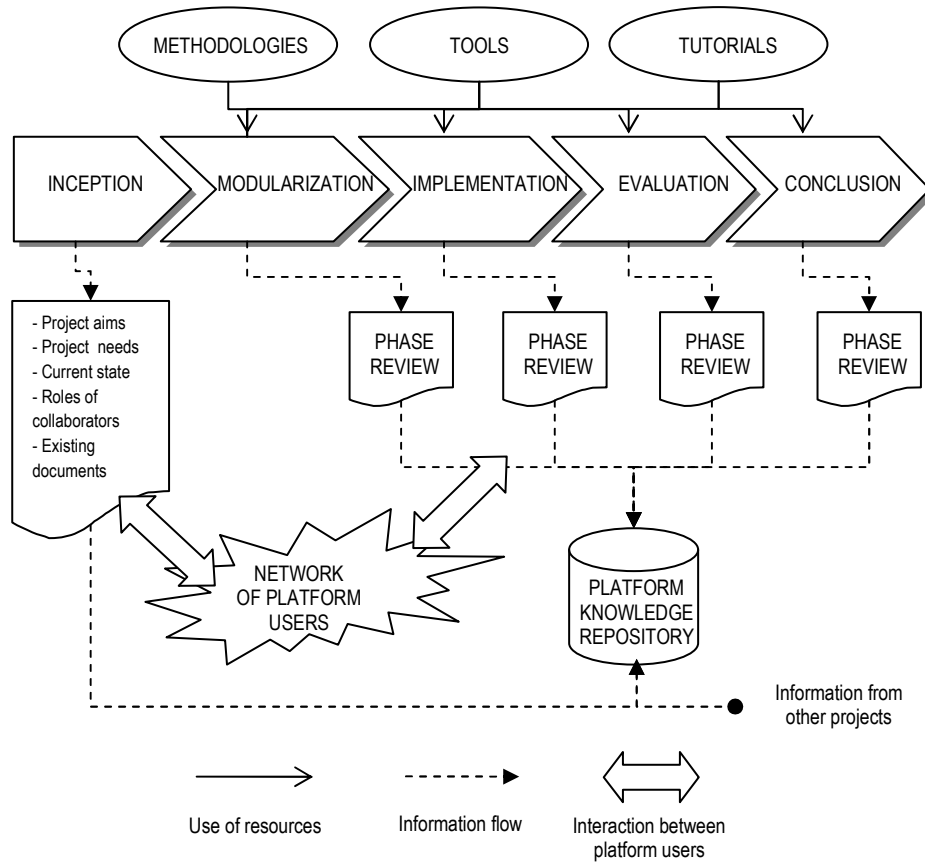 METHODOLOGIES
TOOLS
TUTORIALS
INCEPTION
MODULARIZATION
IMPLEMENTATION
EVALUATION
CONCLUSION
- Project aims
- Project needs
- Current state
- Roles of
collaborators
- Existing
documents
PHASE
REVIEW
PHASE
REVIEW
PHASE
REVIEW
PHASE
REVIEW
NETWORK
OF PLATFORM
USERS
PLATFORM
KNOWLEDGE
REPOSITORY
Information from
other projects
Use of resources
Information flow
Interaction between
platform users